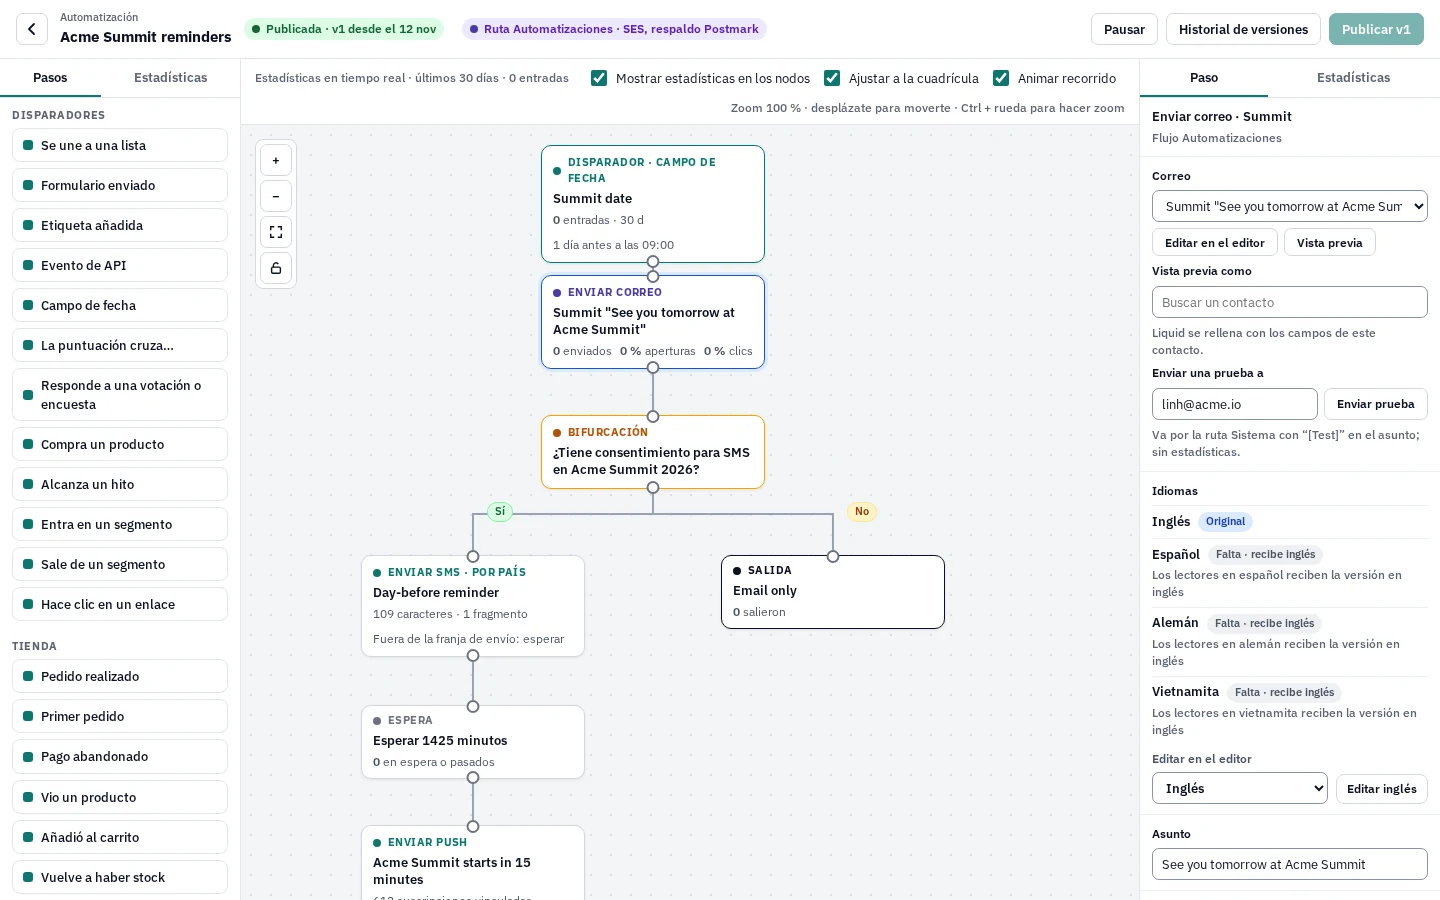 Automatización
Acme Summit reminders
Publicada · v1 desde el 12 nov
Ruta Automatizaciones · SES, respaldo Postmark
Pausar
Historial de versiones
Publicar v1
Pasos
Estadísticas
DISPARADORES
Se une a una lista
Formulario enviado
Etiqueta añadida
Evento de API
Campo de fecha
La puntuación cruza…
Responde a una votación o
encuesta
Compra un producto
Alcanza un hito
Entra en un segmento
Sale de un segmento
Hace clic en un enlace
TIENDA
Pedido realizado
Primer pedido
Pago abandonado
Vio un producto
Añadió al carrito
Vuelve a haber stock
Estadísticas en tiempo real · últimos 30 días · 0 entradas
Mostrar estadísticas en los nodos
Ajustar a la cuadrícula
Animar recorrido
Zoom 100 % · desplázate para moverte · Ctrl + rueda para hacer zoom
+
−
DISPARADOR · CAMPO DE
FECHA
Summit date
0 entradas · 30 d
1 día antes a las 09:00
ENVIAR CORREO
Summit "See you tomorrow at
Acme Summit"
0 enviados 0 % aperturas 0 % clics
BIFURCACIÓN
¿Tiene consentimiento para SMS
en Acme Summit 2026?
Sí
No
ENVIAR SMS · POR PAÍS
Day-before reminder
109 caracteres · 1 fragmento
Fuera de la franja de envío: esperar
SALIDA
Email only
0 salieron
ESPERA
Esperar 1425 minutos
0 en espera o pasados
ENVIAR PUSH
Acme Summit starts in 15
minutes
612 suscripciones vinculadas
Paso
Estadísticas
Enviar correo · Summit
Flujo Automatizaciones
Correo
Summit "See you tomorrow at Acme Sum
Editar en el editor
Vista previa
Vista previa como
Buscar un contacto
Liquid se rellena con los campos de este
contacto.
Enviar una prueba a
linh@acme.io
Enviar prueba
Va por la ruta Sistema con “[Test]” en el asunto;
sin estadísticas.
Idiomas
Inglés
Original
Español
Falta · recibe inglés
Los lectores en español reciben la versión en
inglés
Alemán
Falta · recibe inglés
Los lectores en alemán reciben la versión en
inglés
Vietnamita
Falta · recibe inglés
Los lectores en vietnamita reciben la versión en
inglés
Editar en el editor
Inglés
Editar inglés
Asunto
See you tomorrow at Acme Summit